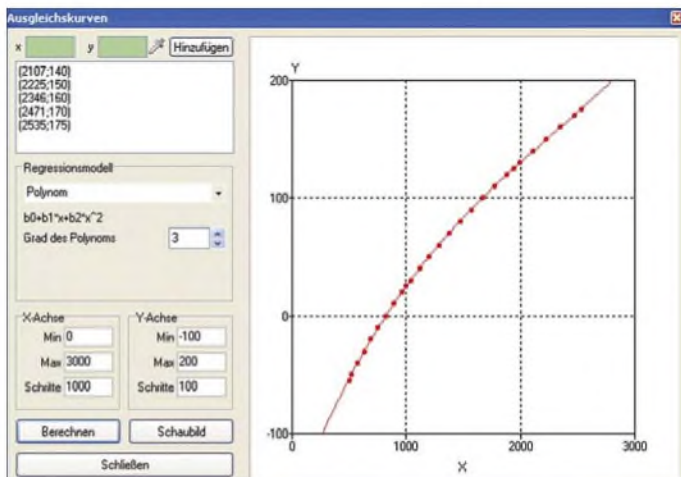 Ausgleichskurven
x y Hinzufügen
(2107;140)
(2225;150)
(2346;160)
(2471;170)
(2535;175)
Regressionsmodell
Polynom
b0+b1*x+b2*x^2
Grad des Polynoms 3
X-Achse
Min 0
Max 3000
Schritte 1000
Y-Achse
Min -100
Max 200
Schritte 100
Berechnen Schaubild
Schließen
Y
200
100
0
-100
0 1000 2000 3000
X